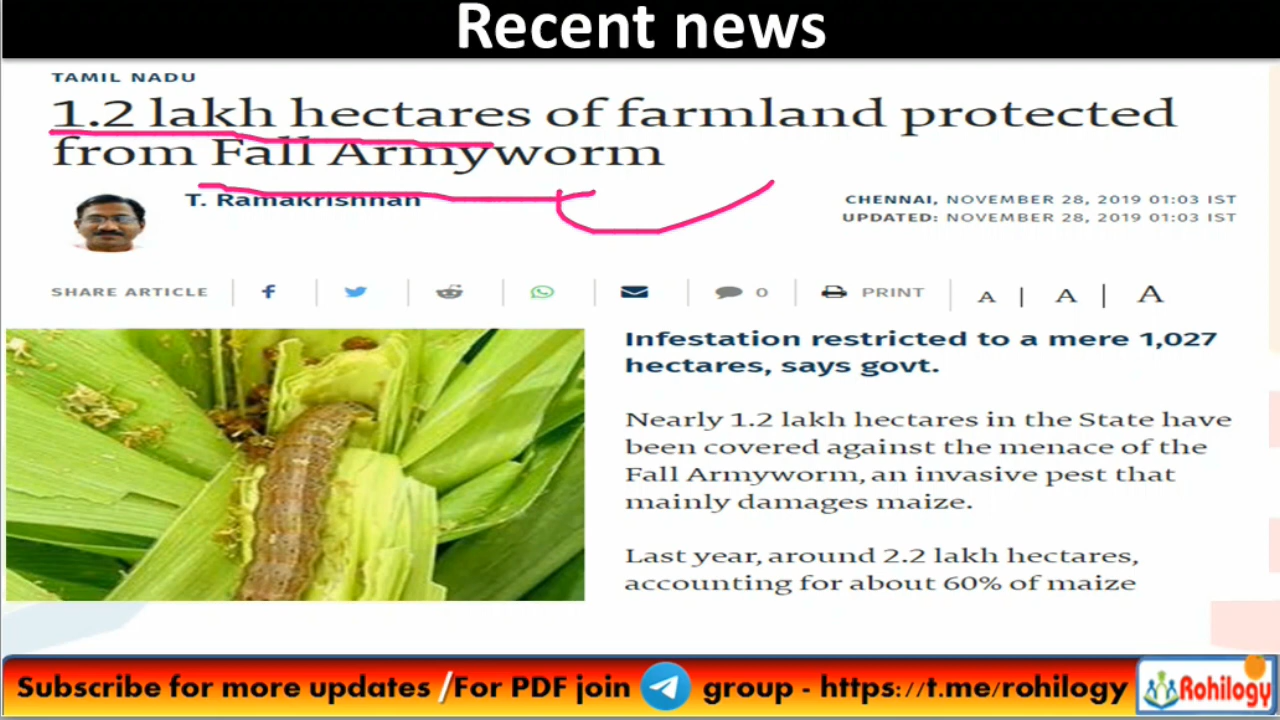 Recent news
TAMIL NADU
1.2 lakh hectares of farmland protected
from Fall Armyworm
T. Ramakrishnan
CHENNAI, NOVEMBER 28, 2019 01:03 IST
UPDATED: NOVEMBER 28, 2019 01:03 IST
SHARE ARTICLE f 0 PRINT A | A | A
Infestation restricted to a mere 1,027
hectares, says govt.
Nearly 1.2 lakh hectares in the State have
been covered against the menace of the
Fall Armyworm, an invasive pest that
mainly damages maize.
Last year, around 2.2 lakh hectares,
accounting for about 60% of maize
Subscribe for more updates /For PDF join group - https://t.me/rohilogy
Rohilogy